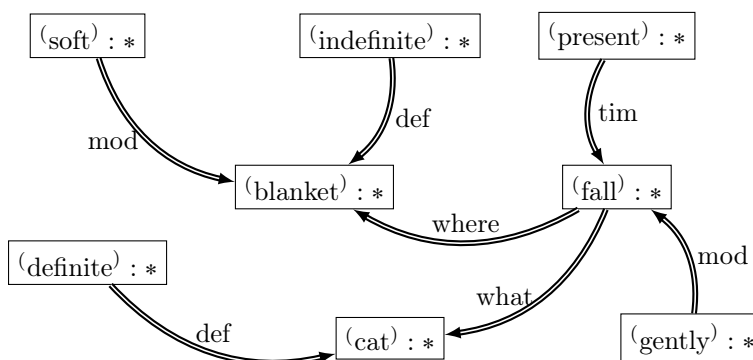 (soft) : * (indefinite) : * (present) : *
mod def tim
(blanket) : * (fall) : *
where
(definite) : * mod
what
def (cat) : * (gently) : *